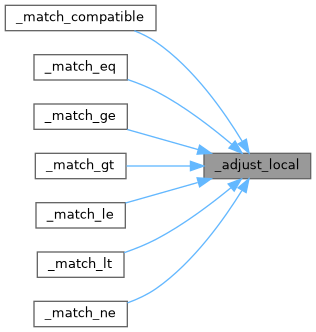 _match_compatible
_match_eq
_match_ge
_match_gt
_adjust_local
_match_le
_match_lt
_match_ne